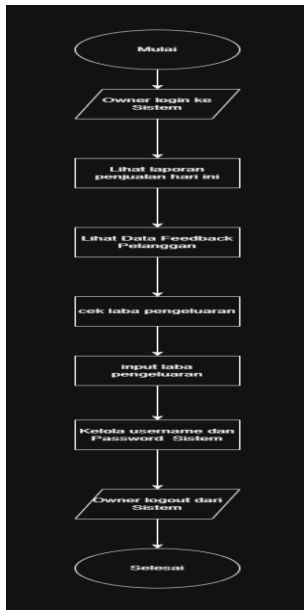 Mulai
Owner login ke
Sistem
Lihat laporan
penjualan hari ini
Lihat Data Feedback
Pelanggan
cek laba pengeluaran
input laba
pengeluaran
Kelola username dan
Password Sistem
Owner logout dari
Sistem
Selesai